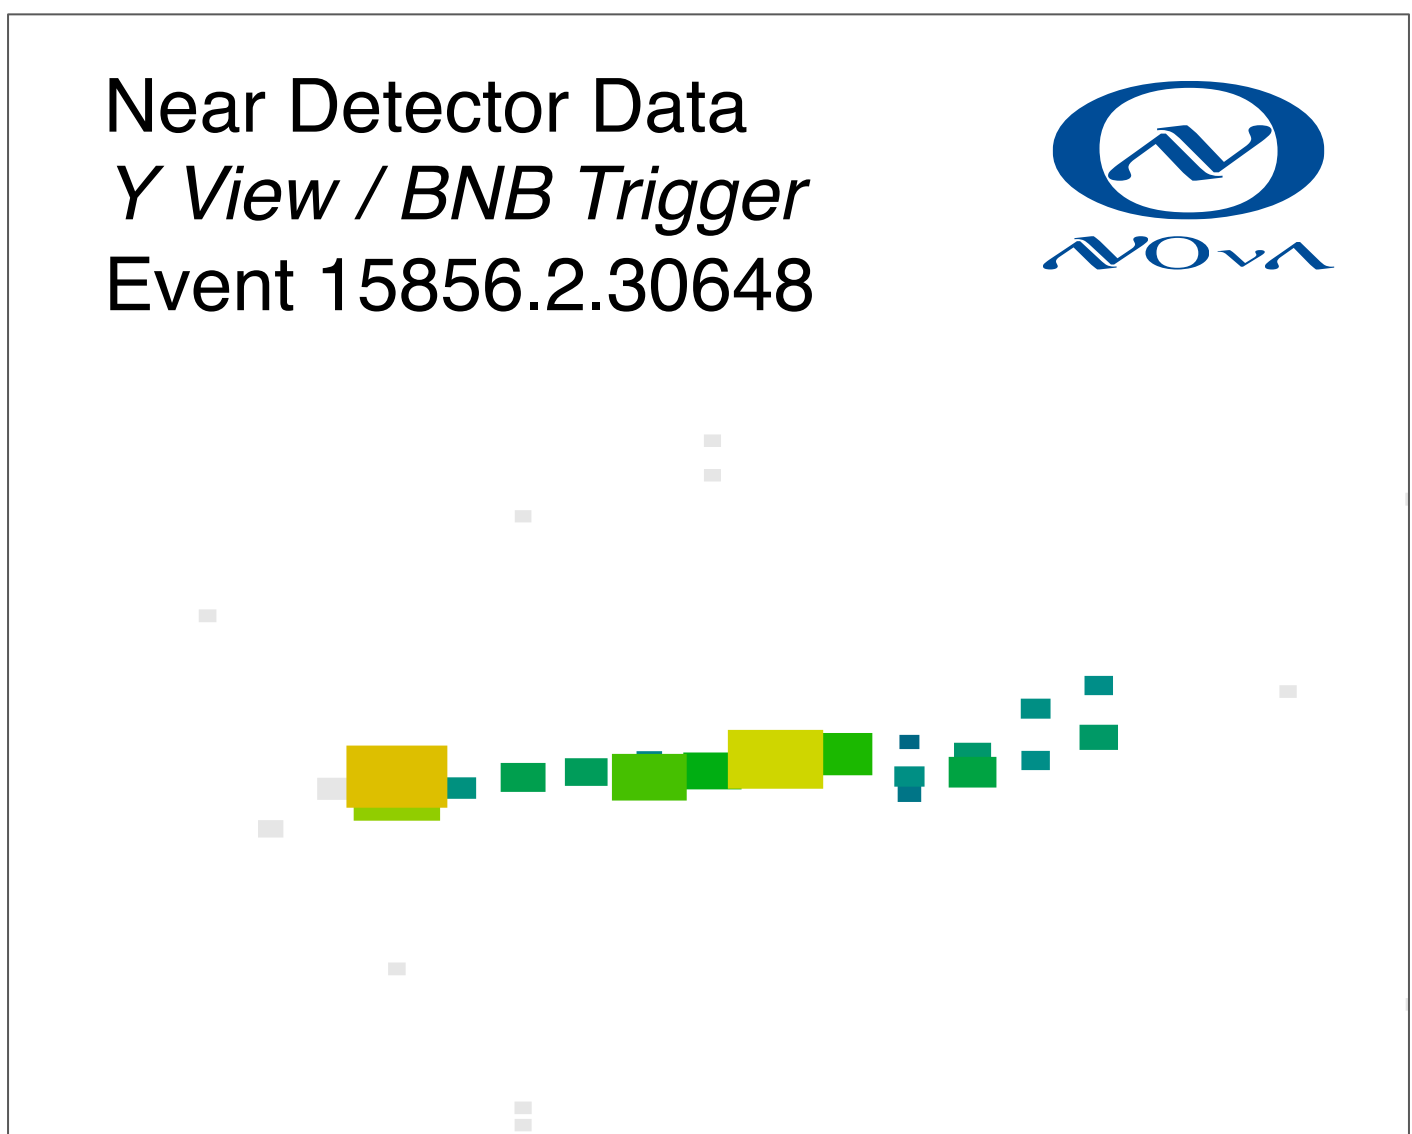 Near Detector Data
Y View / BNB Trigger
Event 15856.2.30648
NOvA